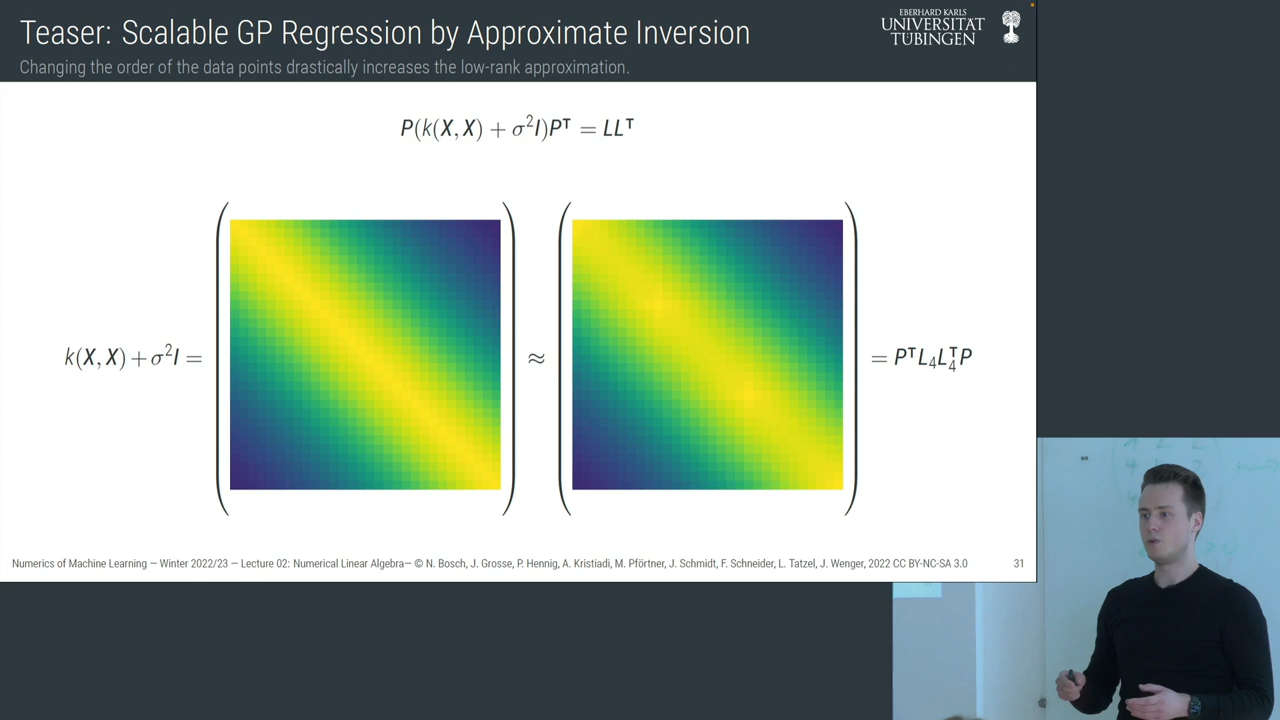 Teaser: Scalable GP Regression by Approximate Inversion
Changing the order of the data points drastically increases the low-rank approximation.
EBERHARD KARLS
UNIVERSITÄT
TÜBINGEN
P(k(X, X) + σ²I)Pᵀ = LLᵀ
k(X, X) + σ²I = ≈ = PᵀL₄L₄ᵀP
Numerics of Machine Learning — Winter 2022/23 — Lecture 02: Numerical Linear Algebra— © N. Bosch, J. Grosse, P. Hennig, A. Kristiadi, M. Pförtner, J. Schmidt, F. Schneider, L. Tatzel, J. Wenger, 2022 CC BY-NC-SA 3.0 31